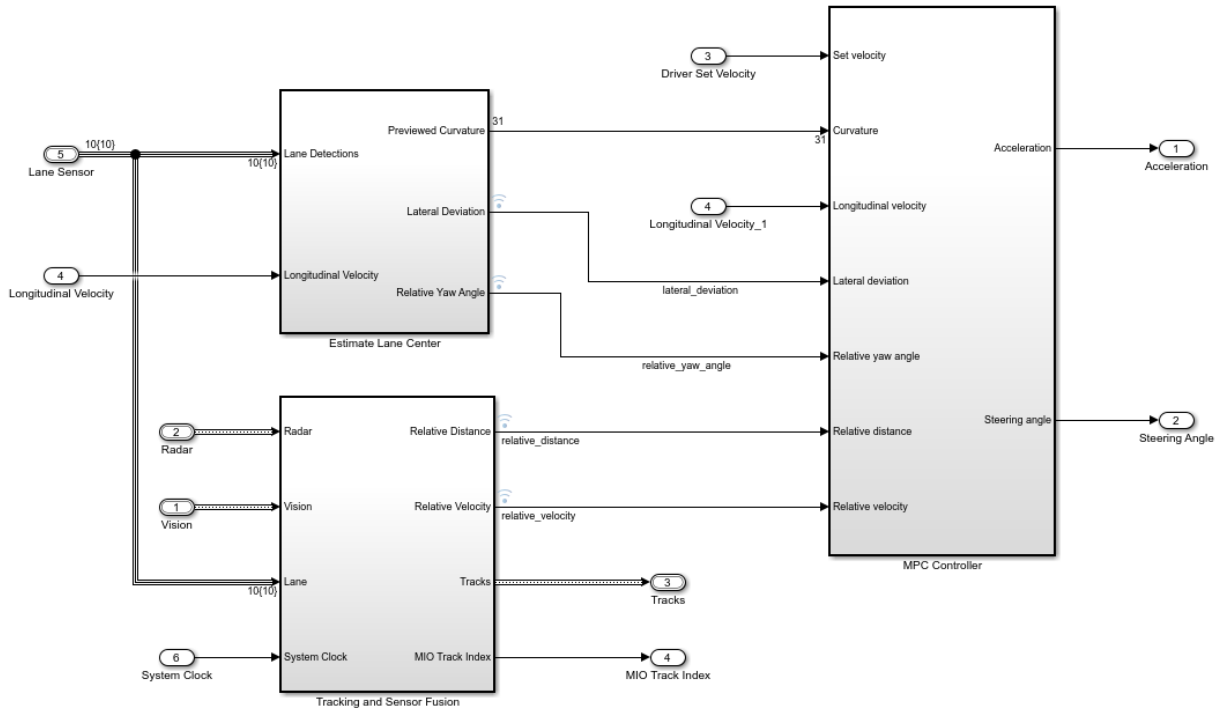 3
Driver Set Velocity
Set velocity
10{10}
5
Lane Sensor
10{10}
Lane Detections
Previewed Curvature
31
31
Curvature
Acceleration
1
Acceleration
Lateral Deviation
4
Longitudinal Velocity_1
Longitudinal velocity
4
Longitudinal Velocity
Longitudinal Velocity
Relative Yaw Angle
lateral_deviation
Lateral deviation
Estimate Lane Center
relative_yaw_angle
Relative yaw angle
2
Radar
Radar
Relative Distance
relative_distance
Relative distance
Steering angle
2
Steering Angle
1
Vision
Vision
Relative Velocity
relative_velocity
Relative velocity
MPC Controller
10{10}
Lane
Tracks
3
Tracks
6
System Clock
System Clock
MIO Track Index
4
MIO Track Index
Tracking and Sensor Fusion